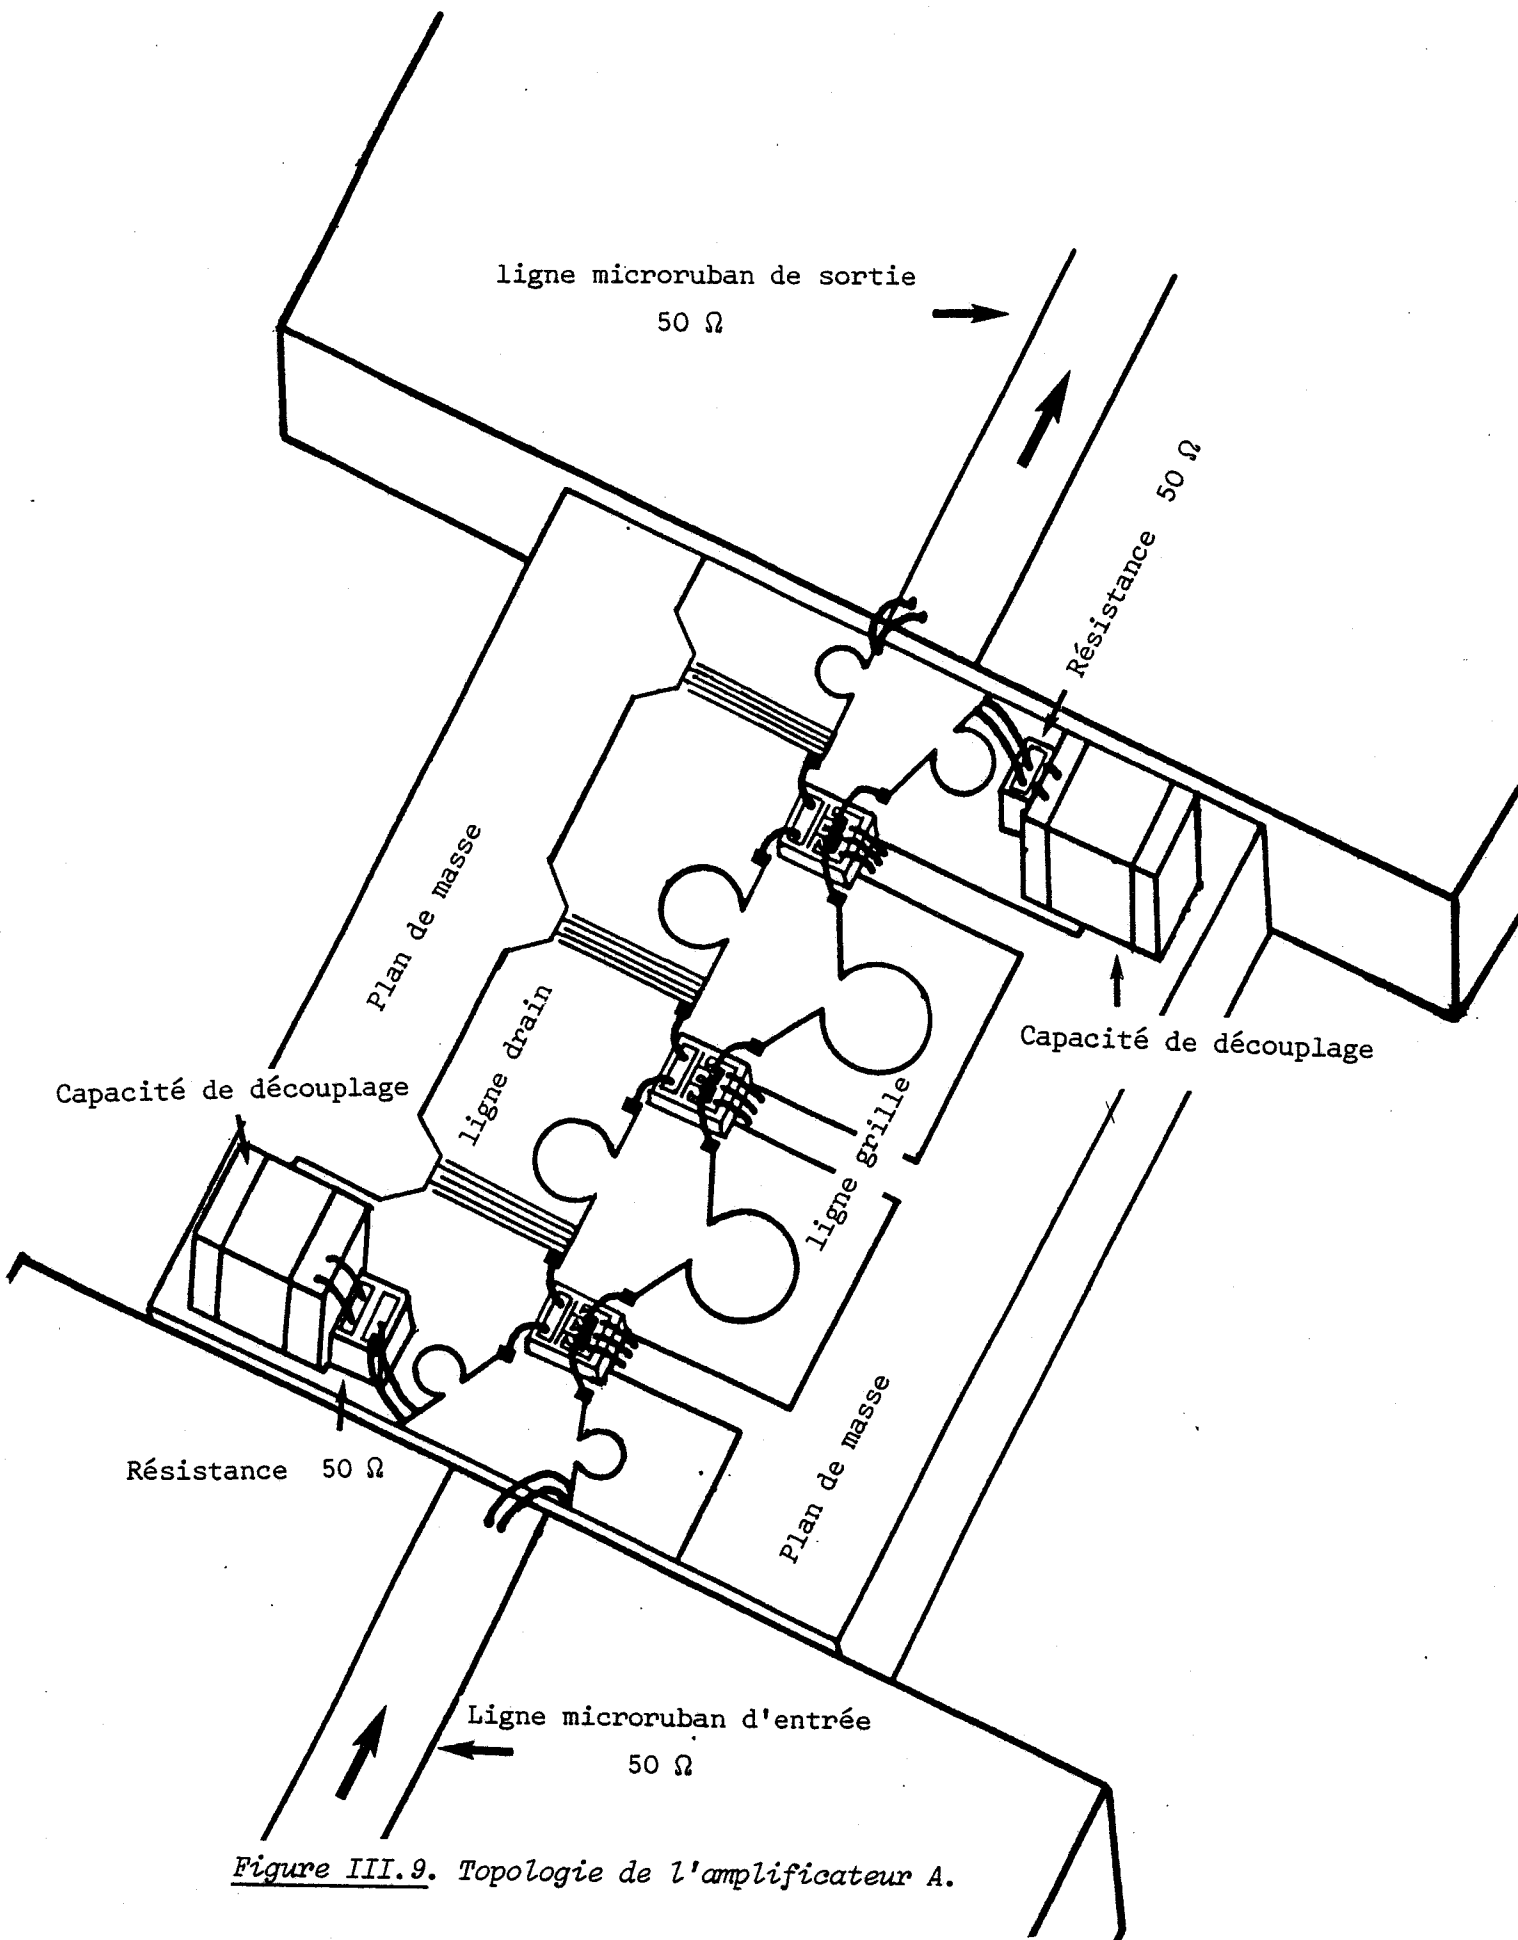 ligne microruban de sortie
50 Ω
Résistance 50 Ω
Plan de masse
ligne drain
Capacité de découplage
Capacité de découplage
ligne grille
Plan de masse
Résistance 50 Ω
Ligne microruban d'entrée
50 Ω
Figure III.9. Topologie de l'amplificateur A.